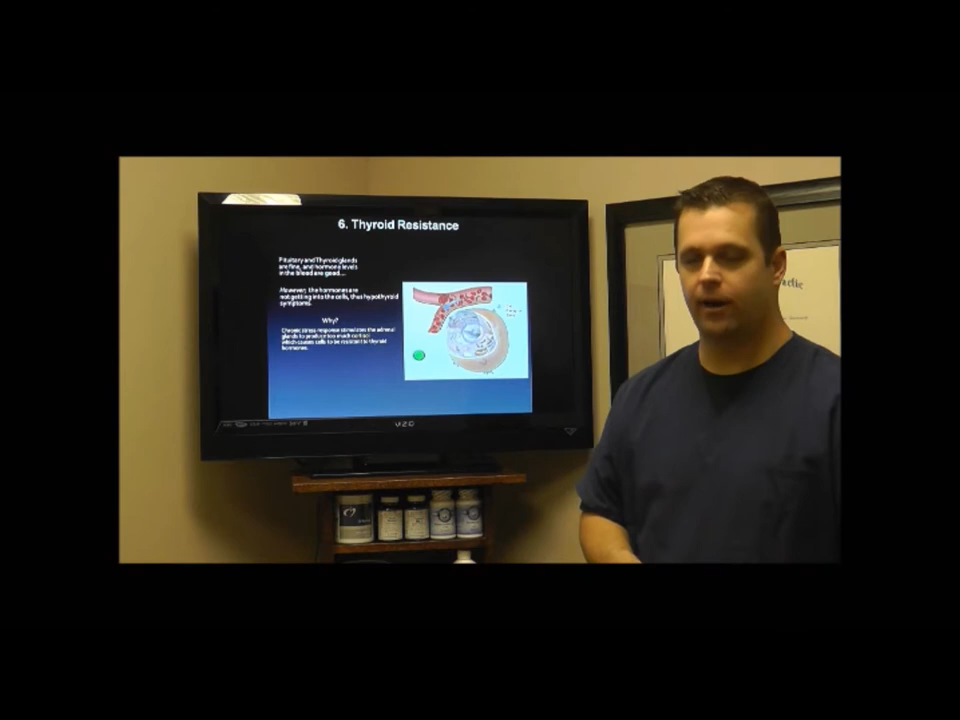 6. Thyroid Resistance
Pituitary and Thyroid glands
are fine, and hormone levels
in the blood are good....
However, the hormones are
not getting into the cells, thus hypothyroid
symptoms.
Why?
Chronic stress response stimulates the adrenal
glands to produce too much cortisol
which causes cells to be resistant to thyroid
hormones.
VIZIO